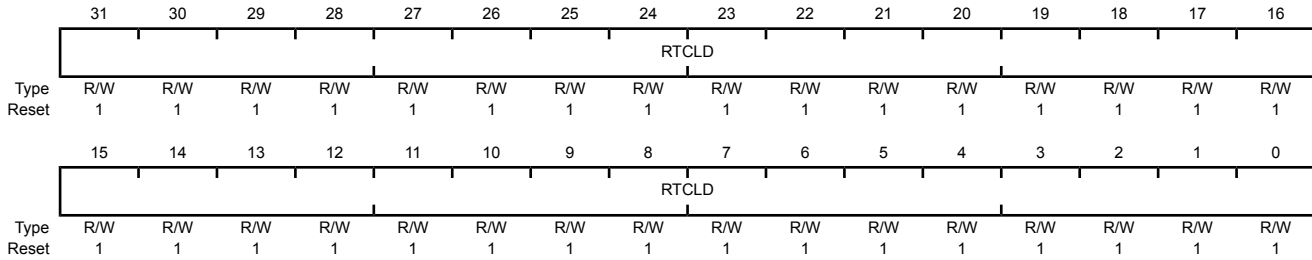 31 30 29 28 27 26 25 24 23 22 21 20 19 18 17 16
RTCLD
Type R/W R/W R/W R/W R/W R/W R/W R/W R/W R/W R/W R/W R/W R/W R/W R/W
Reset 1 1 1 1 1 1 1 1 1 1 1 1 1 1 1 1
15 14 13 12 11 10 9 8 7 6 5 4 3 2 1 0
RTCLD
Type R/W R/W R/W R/W R/W R/W R/W R/W R/W R/W R/W R/W R/W R/W R/W R/W
Reset 1 1 1 1 1 1 1 1 1 1 1 1 1 1 1 1